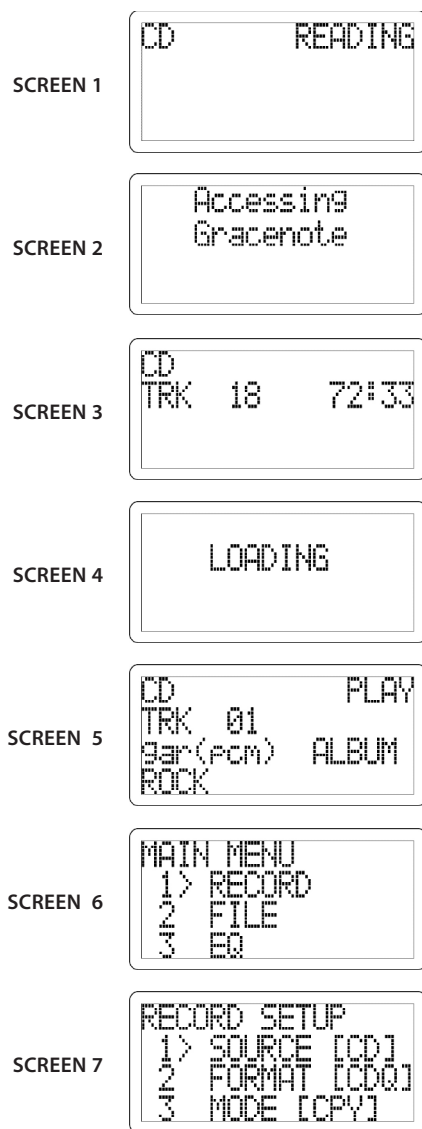 SCREEN 1
CD READING
SCREEN 2
Accessing
Gracenote
SCREEN 3
CD
TRK 18 72:33
SCREEN 4
LOADING
SCREEN 5
CD PLAY
TRK 01
gar(pcm) ALBUM
ROCK
SCREEN 6
MAIN MENU
1> RECORD
2 FILE
3 EQ
SCREEN 7
RECORD SETUP
1> SOURCE [CD]
2 FORMAT [CDQ]
3 MODE [CPY]